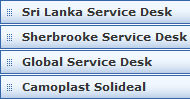 Sri Lanka Service Desk
Sherbrooke Service Desk
Global Service Desk
Camoplast Solideal